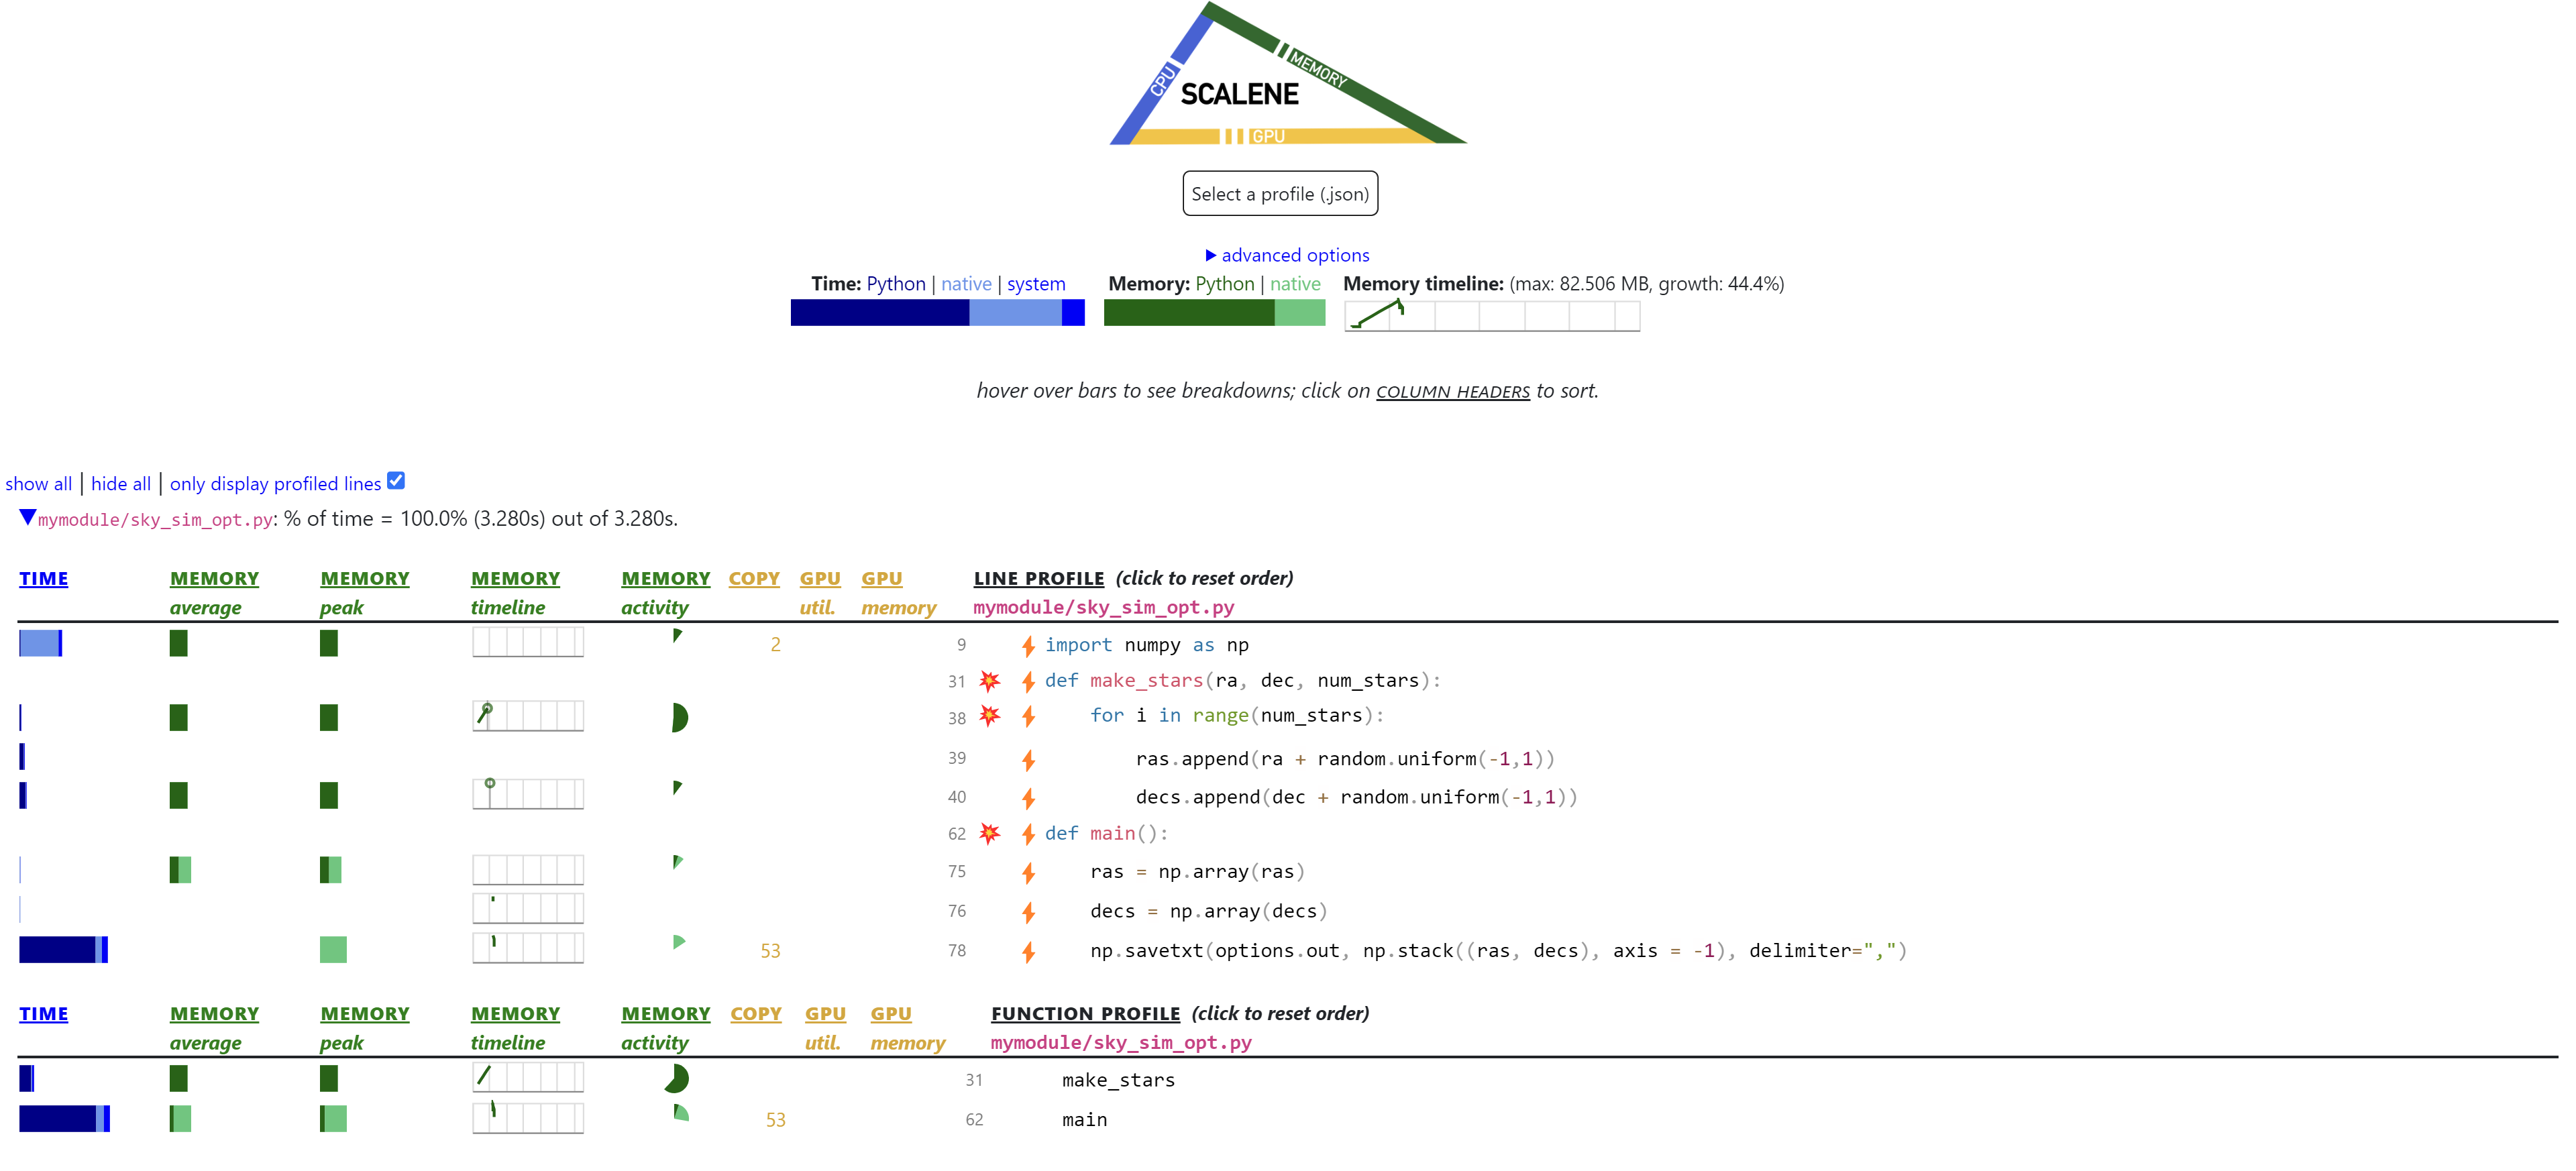 CPU
MEMORY
SCALENE
GPU
Select a profile (.json)
advanced options
Time: Python | native | system
Memory: Python | native
Memory timeline: (max: 82.506 MB, growth: 44.4%)
hover over bars to see breakdowns; click on COLUMN HEADERS to sort.
show all | hide all | only display profiled lines
mymodule/sky_sim_opt.py: % of time = 100.0% (3.280s) out of 3.280s.
TIME MEMORY MEMORY MEMORY MEMORY COPY GPU GPU LINE PROFILE (click to reset order)
average peak timeline activity util. memory mymodule/sky_sim_opt.py
2 9 import numpy as np
31 def make_stars(ra, dec, num_stars):
38 for i in range(num_stars):
39 ras.append(ra + random.uniform(-1,1))
40 decs.append(dec + random.uniform(-1,1))
62 def main():
75 ras = np.array(ras)
76 decs = np.array(decs)
53 78 np.savetxt(options.out, np.stack((ras, decs), axis = -1), delimiter=",")
TIME MEMORY MEMORY MEMORY MEMORY COPY GPU GPU FUNCTION PROFILE (click to reset order)
average peak timeline activity util. memory mymodule/sky_sim_opt.py
31 make_stars
53 62 main